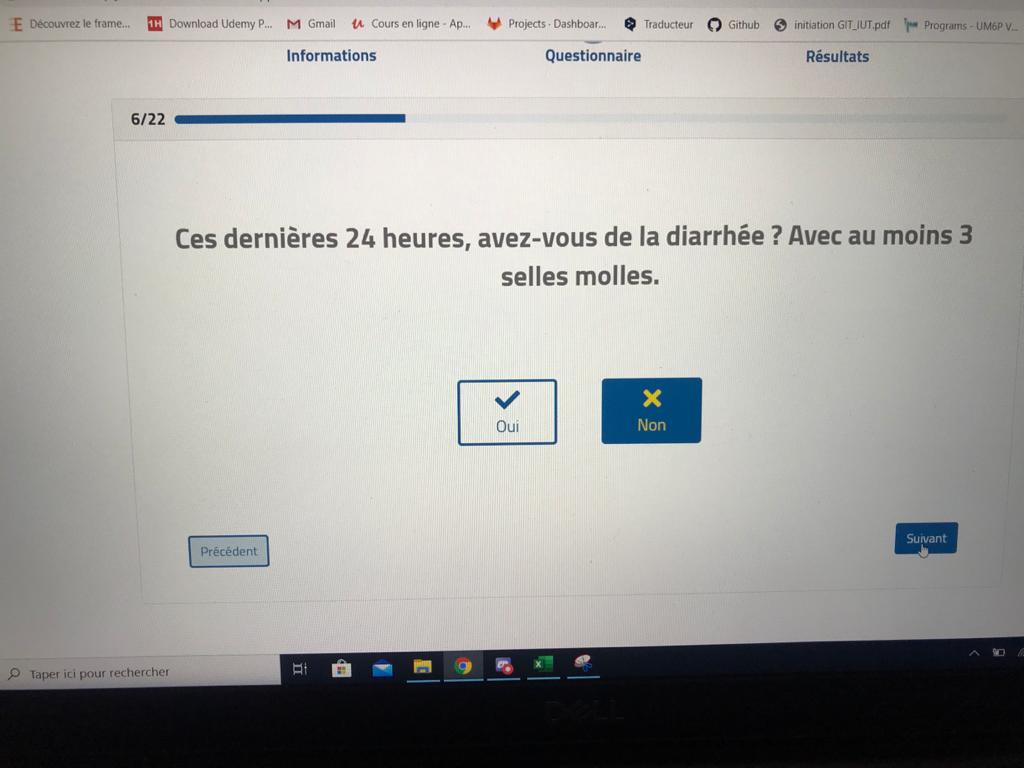 Découvrez le frame... 1H Download Udemy P... Gmail Cours en ligne - Ap... Projects · Dashboar... Traducteur Github initiation GIT_IUT.pdf Programs - UM6P V...
Informations Questionnaire Résultats
6/22
Ces dernières 24 heures, avez-vous de la diarrhée ? Avec au moins 3
selles molles.
Oui Non
Précédent Suivant
Taper ici pour rechercher
DELL